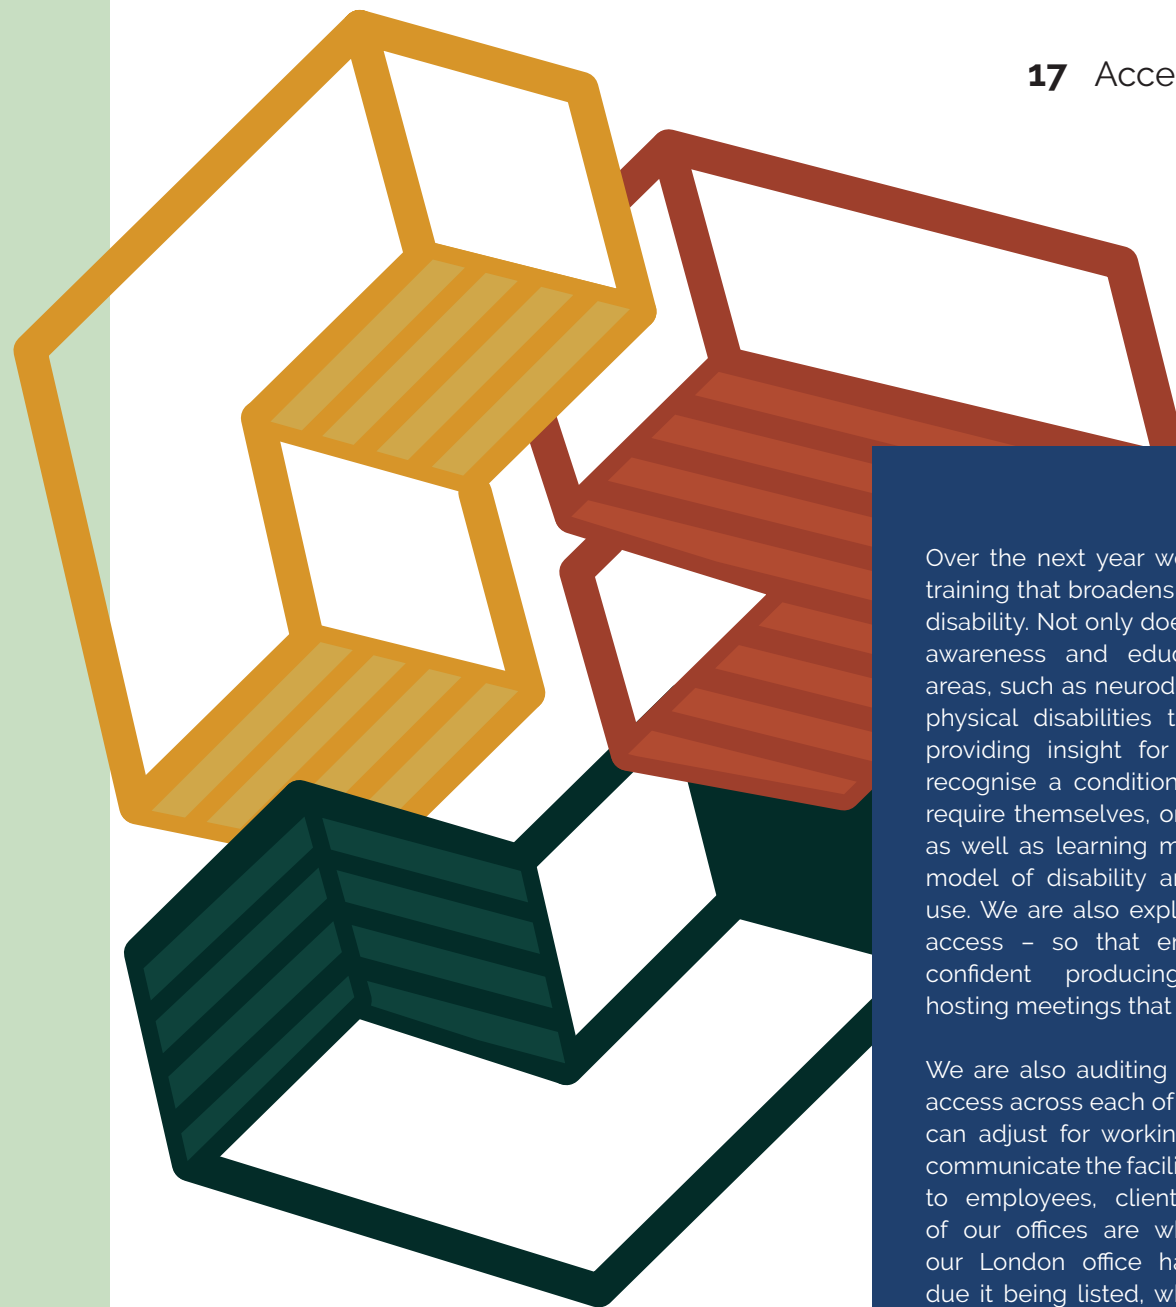 17 Acce
Over the next year we
training that broadens
disability. Not only doe
awareness and educ
areas, such as neurod
physical disabilities t
providing insight for
recognise a condition
require themselves, or
as well as learning m
model of disability ar
use. We are also expl
access – so that er
confident producing
hosting meetings that
We are also auditing
access across each of
can adjust for workin
communicate the facili
to employees, client
of our offices are wh
our London office ha
due it being listed, wh